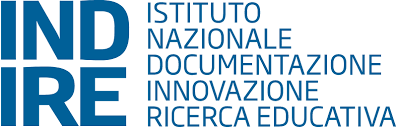 IND
IRE
ISTITUTO
NAZIONALE
DOCUMENTAZIONE
INNOVAZIONE
RICERCA EDUCATIVA